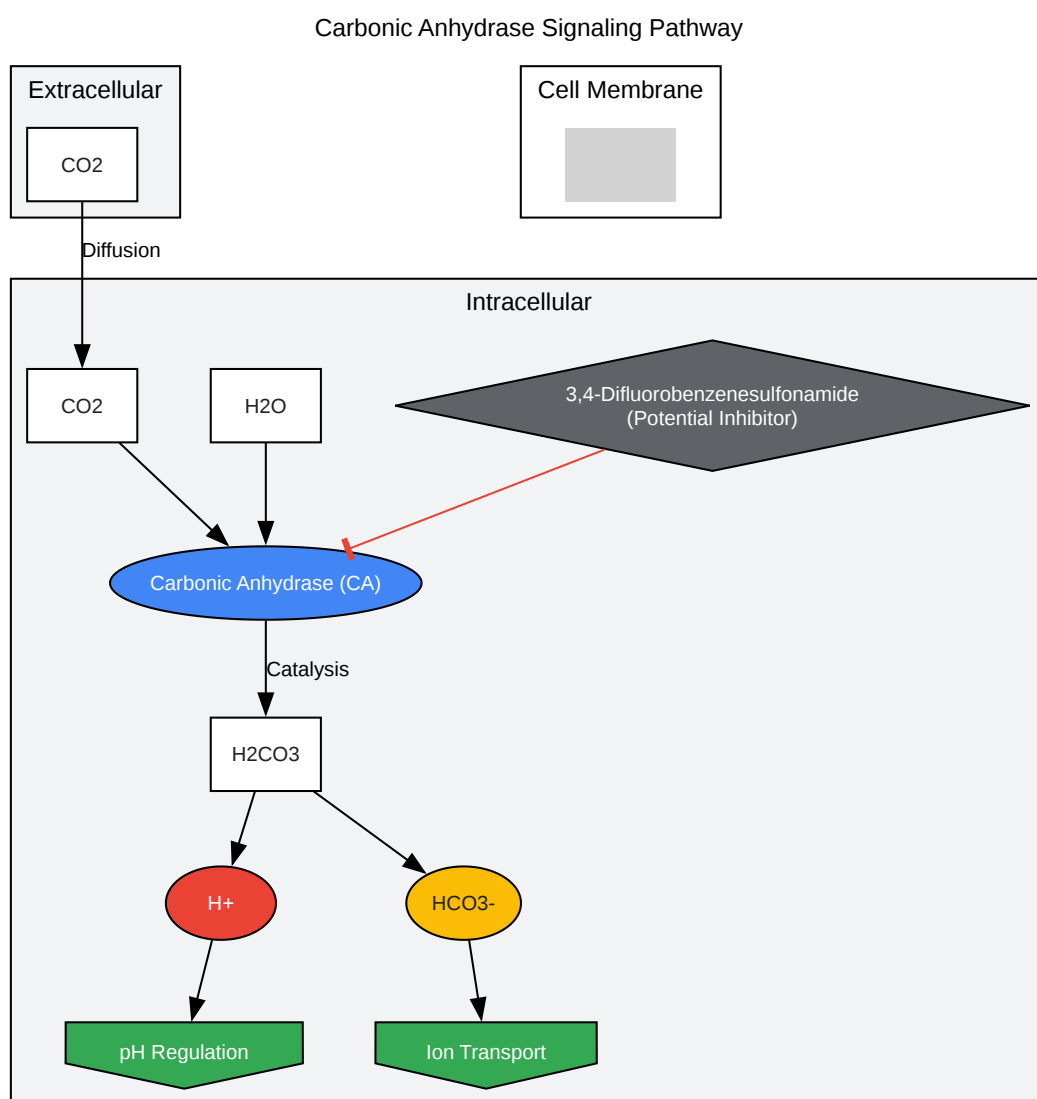 Carbonic Anhydrase Signaling Pathway
Extracellular
Cell Membrane
CO2
Diffusion
Intracellular
CO2
H2O
3,4-Difluorobenzenesulfonamide
(Potential Inhibitor)
Carbonic Anhydrase (CA)
Catalysis
H2CO3
H+
HCO3-
pH Regulation
Ion Transport